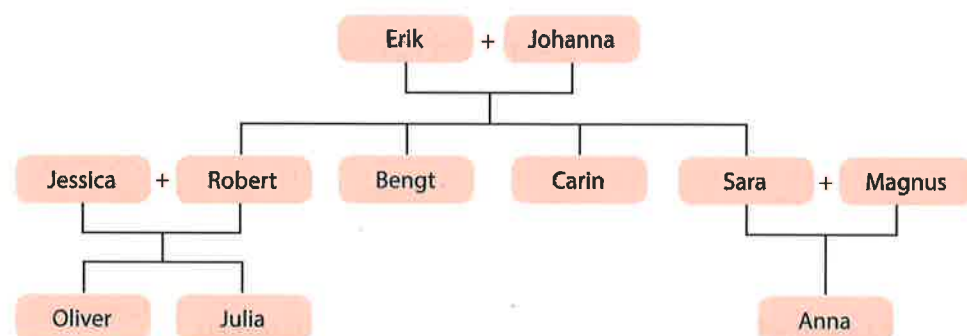 Erik + Johanna
Jessica + Robert Bengt Carin Sara + Magnus
Oliver Julia Anna